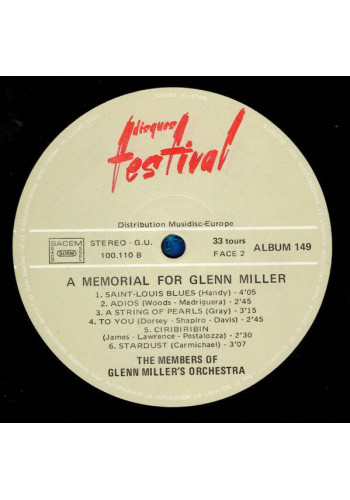 disques
festival
Distribution Musidisc-Europe
SACEM
STEREO - G.U.
100.110 B
33 tours
FACE 2
ALBUM 149
A MEMORIAL FOR GLENN MILLER
1. SAINT-LOUIS BLUES (Handy) - 4'05
2. ADIOS (Woods - Madriguera) - 2'45
3. A STRING OF PEARLS (Gray) - 3'15
4. TO YOU (Dorsey - Shapiro - Davis) - 2'45
5. CIRIBIRIBIN
(James - Lawrence - Pestalozza) - 2'30
6. STARDUST (Carmichael) - 3'07
THE MEMBERS OF
GLENN MILLER'S ORCHESTRA